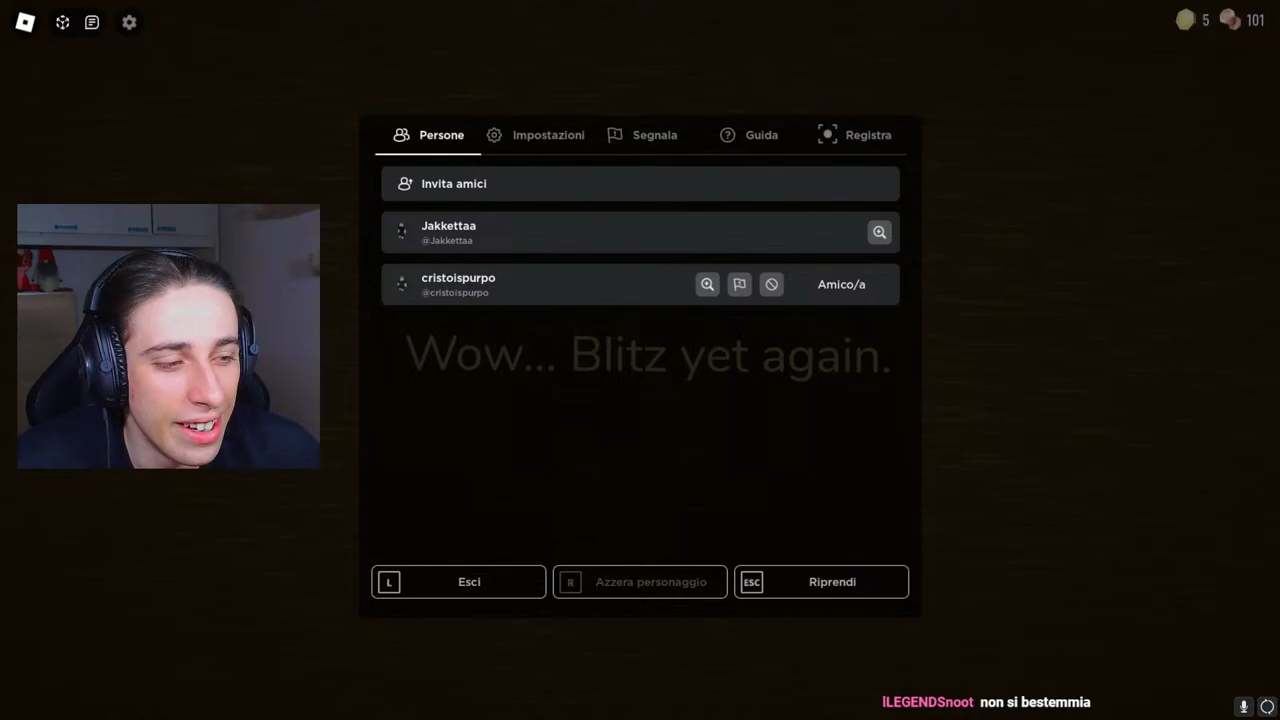 5 101
Persone Impostazioni Segnala Guida Registra
Invita amici
Jakkettaa
@Jakkettaa
cristoispurpo
@cristoispurpo
Amico/a
Wow... Blitz yet again.
L Esci R Azzera personaggio ESC Riprendi
lLEGENDSnoot non si bestemmia